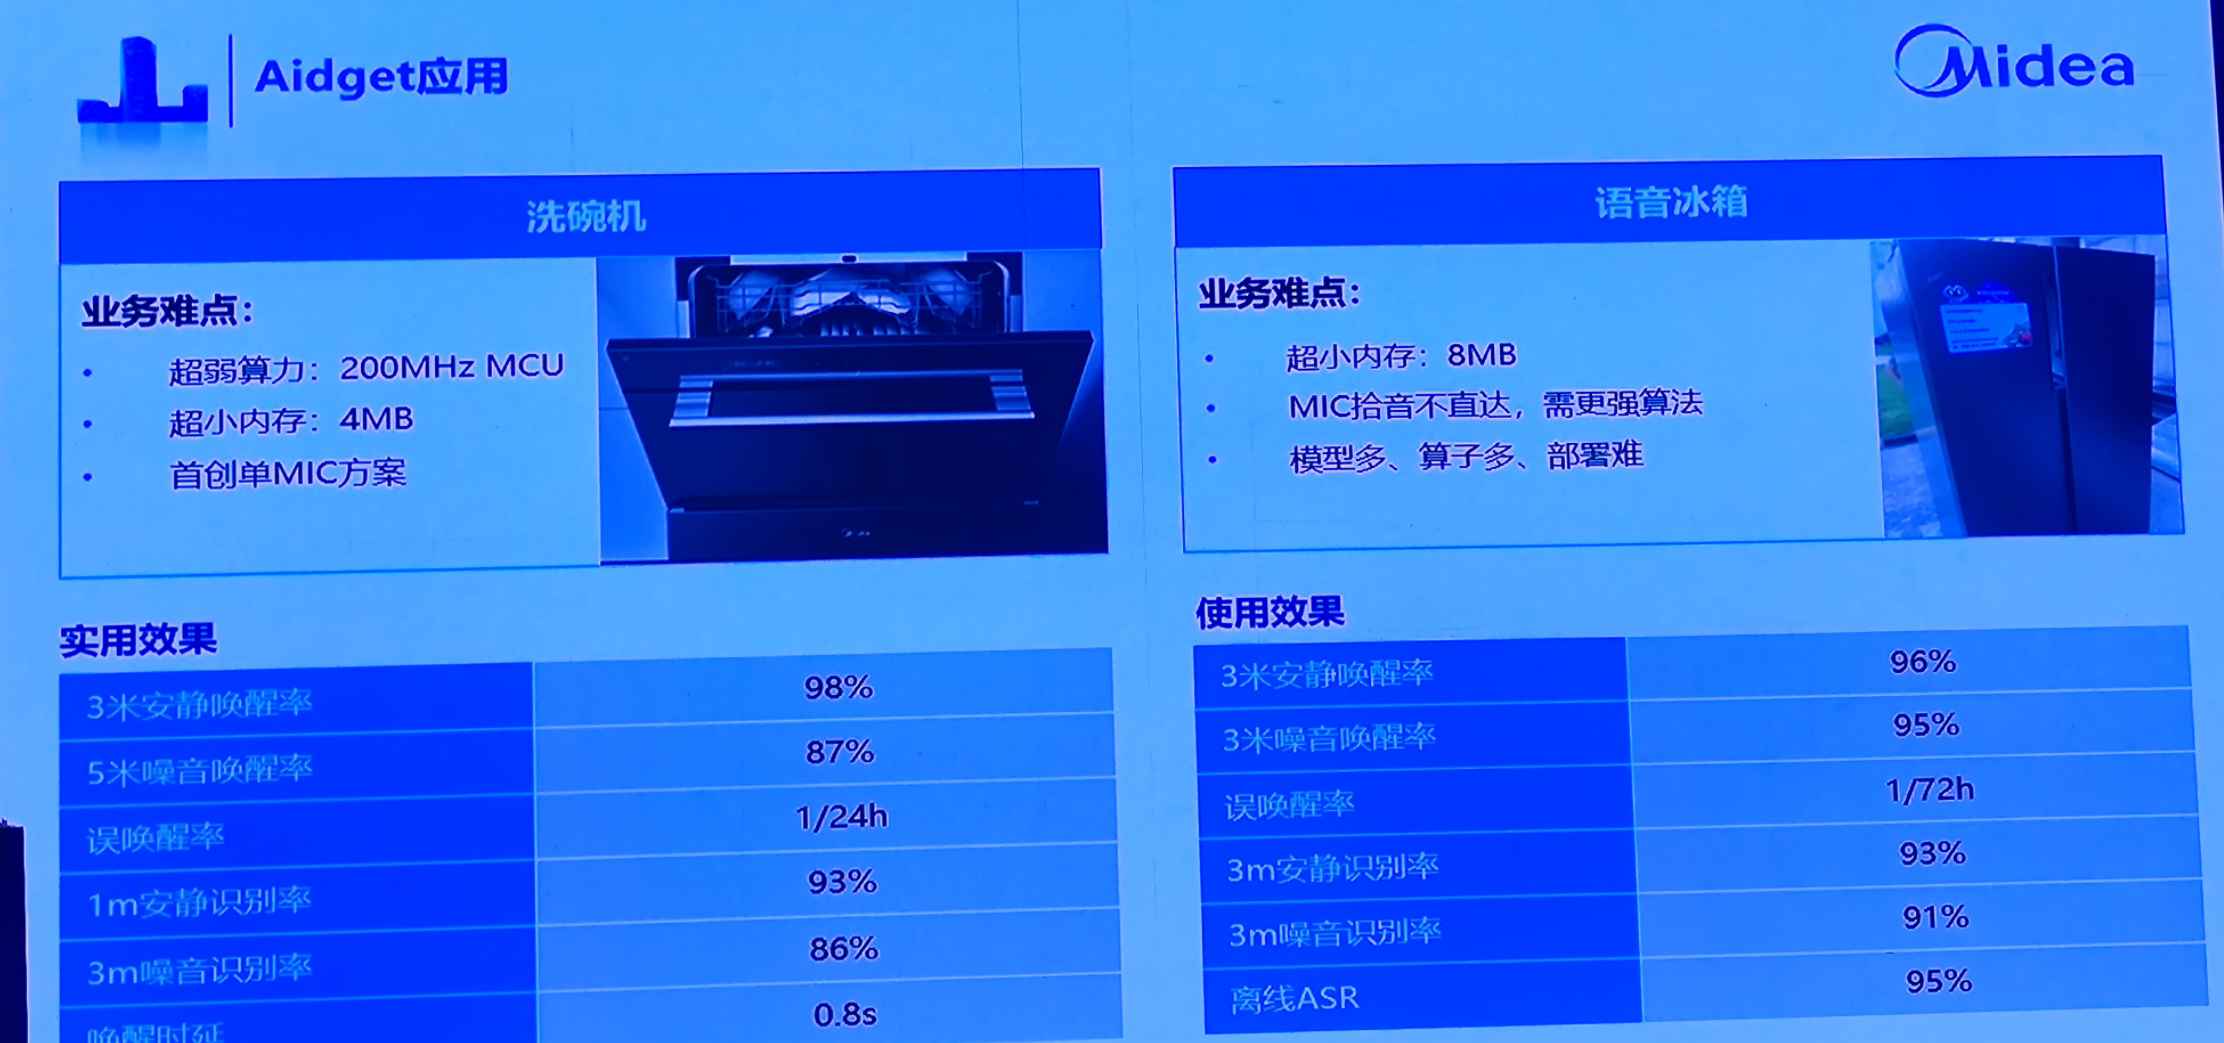 Aidget应用
Midea
洗碗机
业务难点：
• 超弱算力：200MHz MCU
• 超小内存：4MB
• 首创单MIC方案
实用效果
3米安静唤醒率 98%
5米噪音唤醒率 87%
误唤醒率 1/24h
1m安静识别率 93%
3m噪音识别率 86%
唤醒时延 0.8s
语音冰箱
业务难点：
• 超小内存：8MB
• MIC拾音不直达，需更强算法
• 模型多、算子多、部署难
使用效果
3米安静唤醒率 96%
3米噪音唤醒率 95%
误唤醒率 1/72h
3m安静识别率 93%
3m噪音识别率 91%
离线ASR 95%